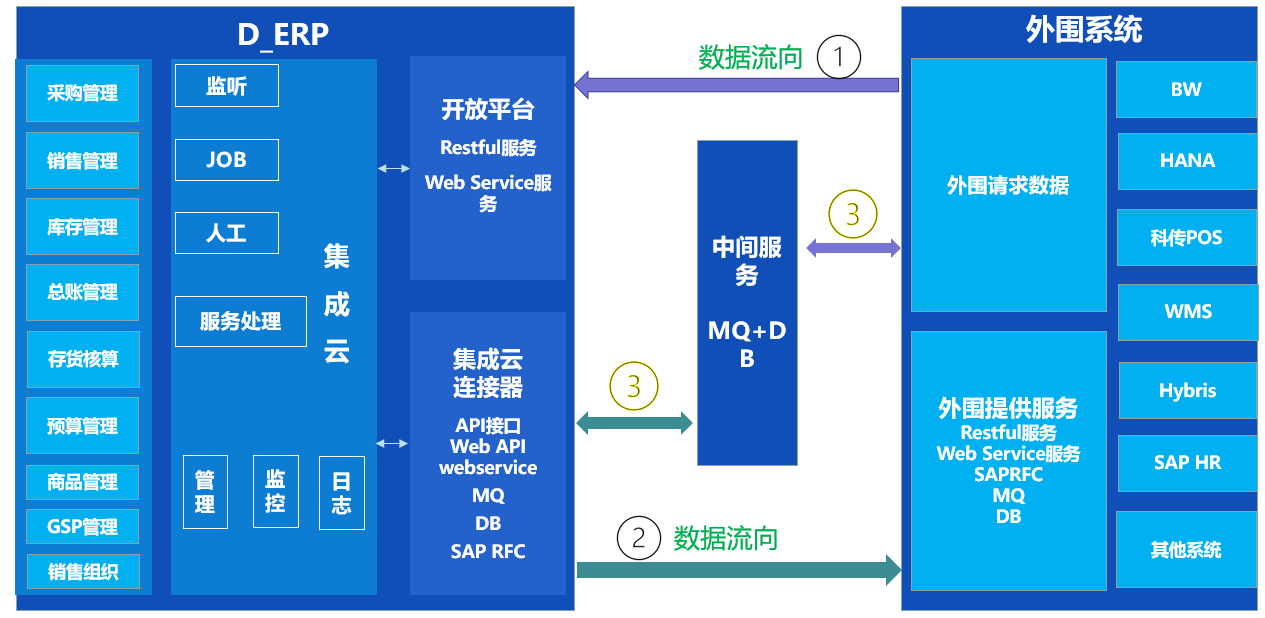 D_ERP
采购管理
销售管理
库存管理
总账管理
存货核算
预算管理
商品管理
GSP管理
销售组织
监听
JOB
人工
服务处理
集
成
云
管
理
监
控
日
志
开放平台
Restful服务
Web Service服
务
集成云
连接器
API接口
Web API
webservice
MQ
DB
SAP RFC
数据流向
1
中间服
务
MQ+D
B
3
3
2
数据流向
外围系统
外围请求数据
外围提供服务
Restful服务
Web Service服务
SAPRFC
MQ
DB
BW
HANA
科传POS
WMS
Hybris
SAP HR
其他系统